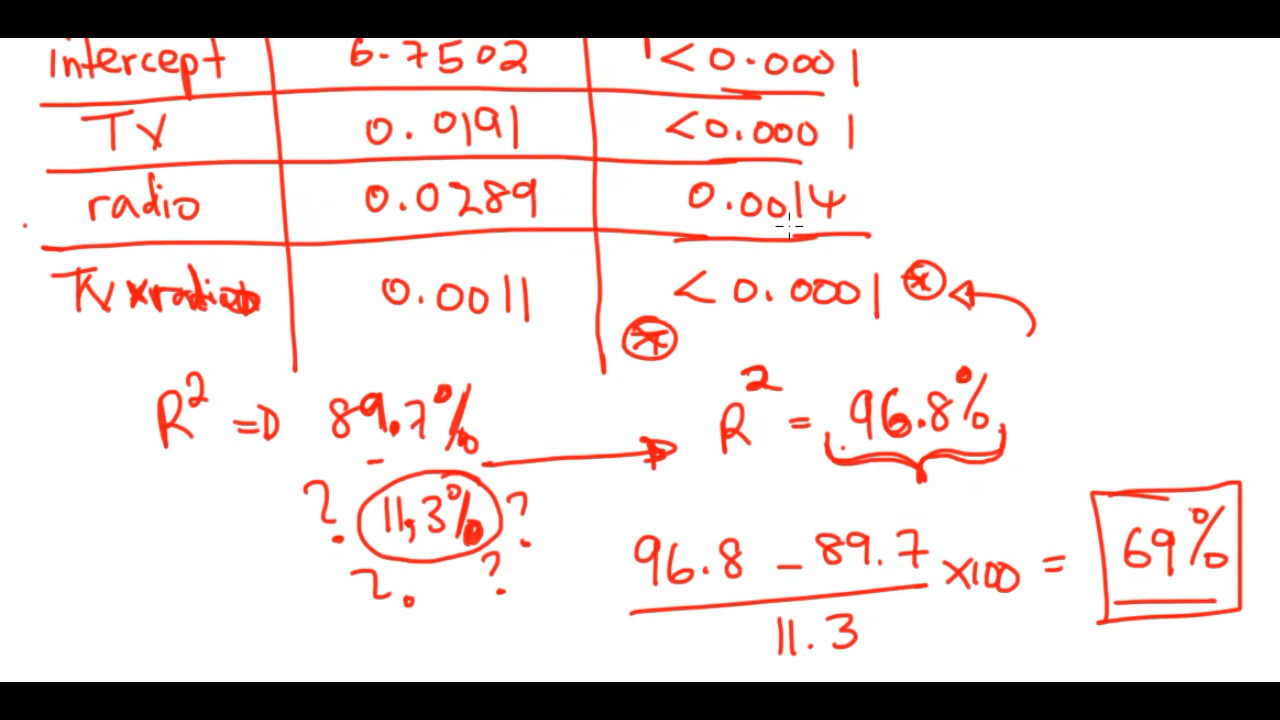 intercept 6.7502 <0.0001
TV 0.0191 <0.0001
radio 0.0289 0.0014
TV x radio 0.0011 <0.0001 *
*
R² => 89.7% R² = 96.8%
? 11,3% ?
? ?
96.8 - 89.7 x100 = 69%
11.3